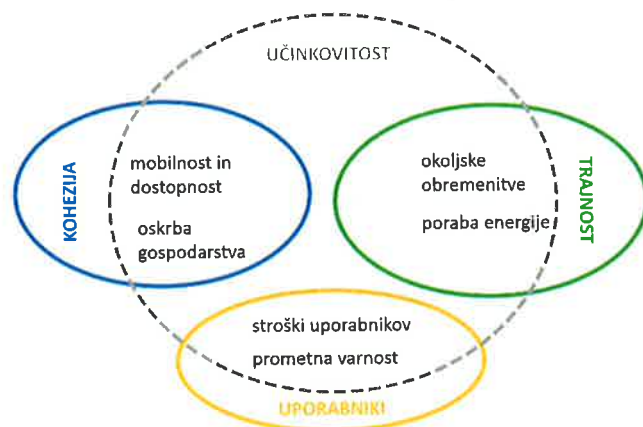 UČINKOVITOST
KOHEZIJA
mobilnost in
dostopnost
oskrba
gospodarstva
okoljske
obremenitve
poraba energije
TRAJNOST
stroški uporabnikov
prometna varnost
UPORABNIKI